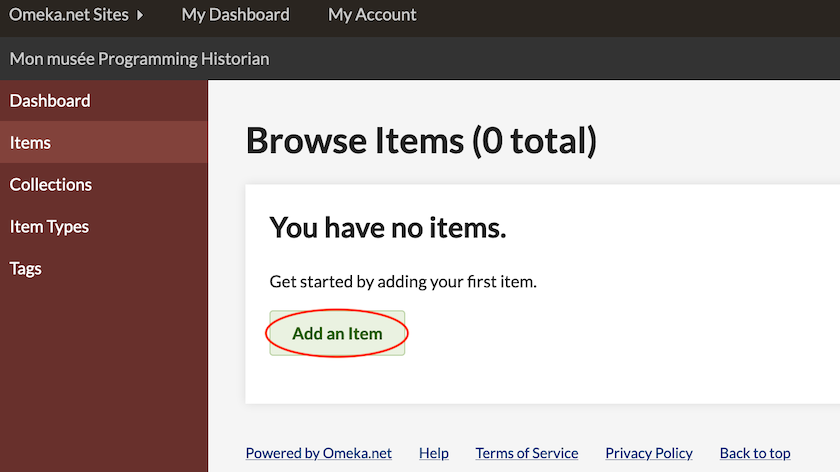 Omeka.net Sites My Dashboard My Account
Mon musée Programming Historian
Dashboard
Items
Collections
Item Types
Tags
Browse Items (0 total)
You have no items.
Get started by adding your first item.
Add an Item
Powered by Omeka.net Help Terms of Service Privacy Policy Back to top